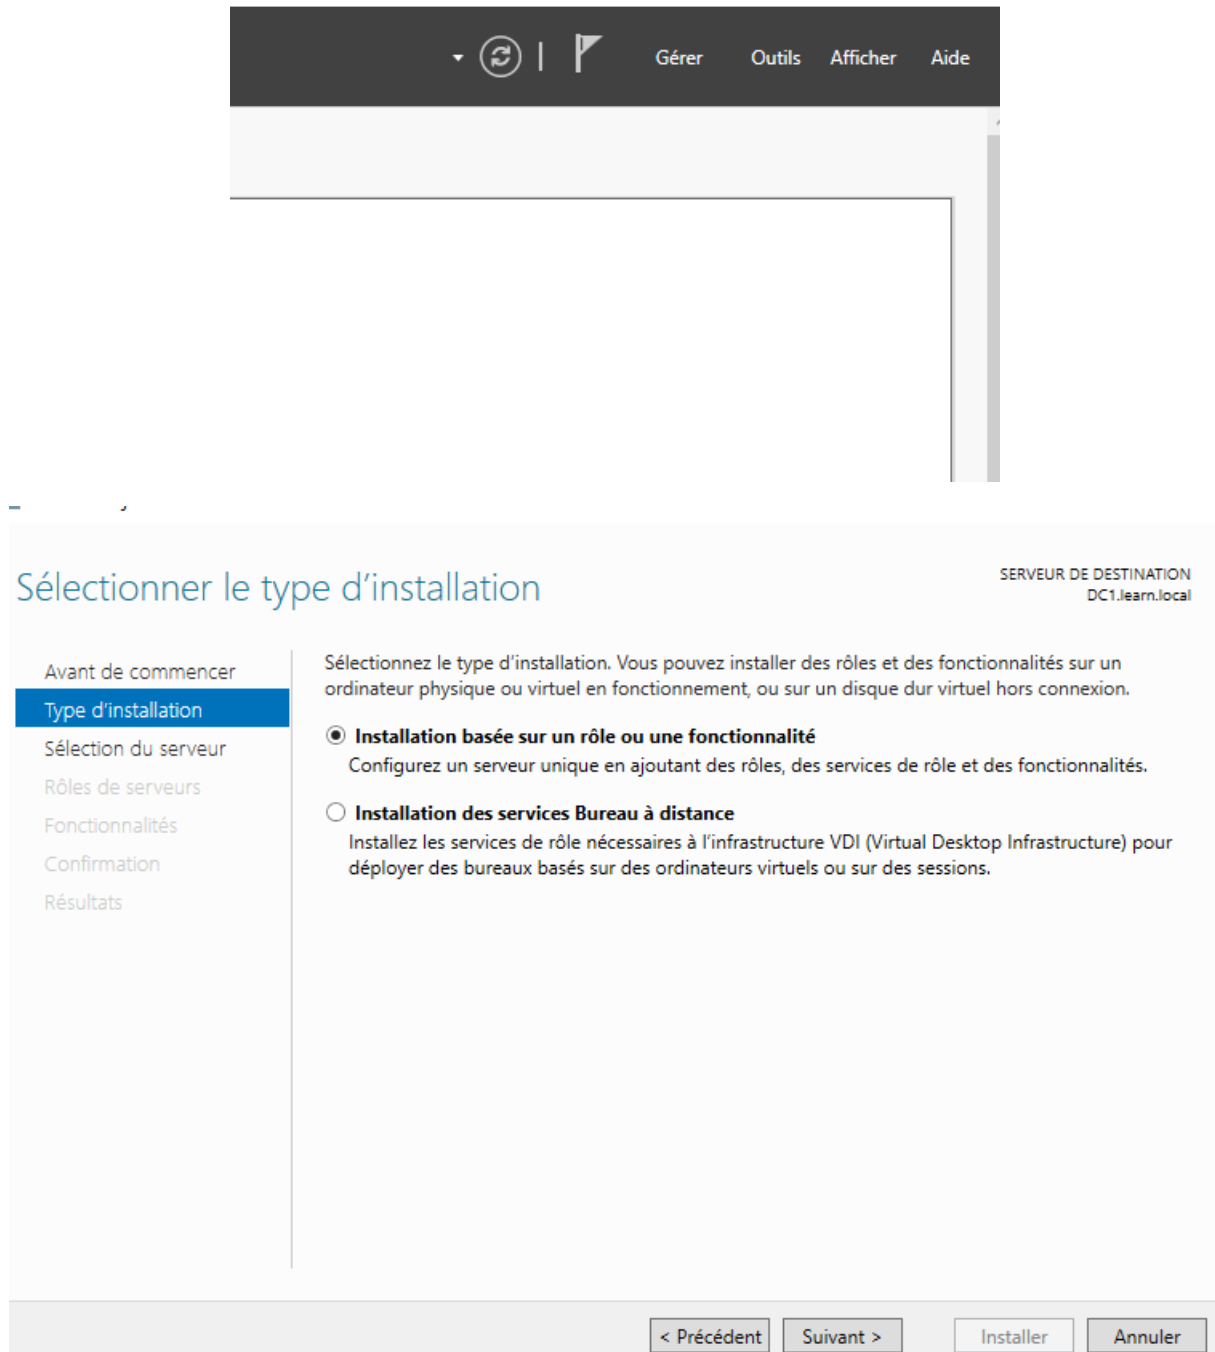 Gérer Outils Afficher Aide
Sélectionner le type d’installation
SERVEUR DE DESTINATION
DC1.learn.local
Avant de commencer
Type d’installation
Sélection du serveur
Rôles de serveurs
Fonctionnalités
Confirmation
Résultats
Sélectionnez le type d’installation. Vous pouvez installer des rôles et des fonctionnalités sur un
ordinateur physique ou virtuel en fonctionnement, ou sur un disque dur virtuel hors connexion.
Installation basée sur un rôle ou une fonctionnalité
Configurez un serveur unique en ajoutant des rôles, des services de rôle et des fonctionnalités.
Installation des services Bureau à distance
Installez les services de rôle nécessaires à l’infrastructure VDI (Virtual Desktop Infrastructure) pour
déployer des bureaux basés sur des ordinateurs virtuels ou sur des sessions.
< Précédent Suivant > Installer Annuler